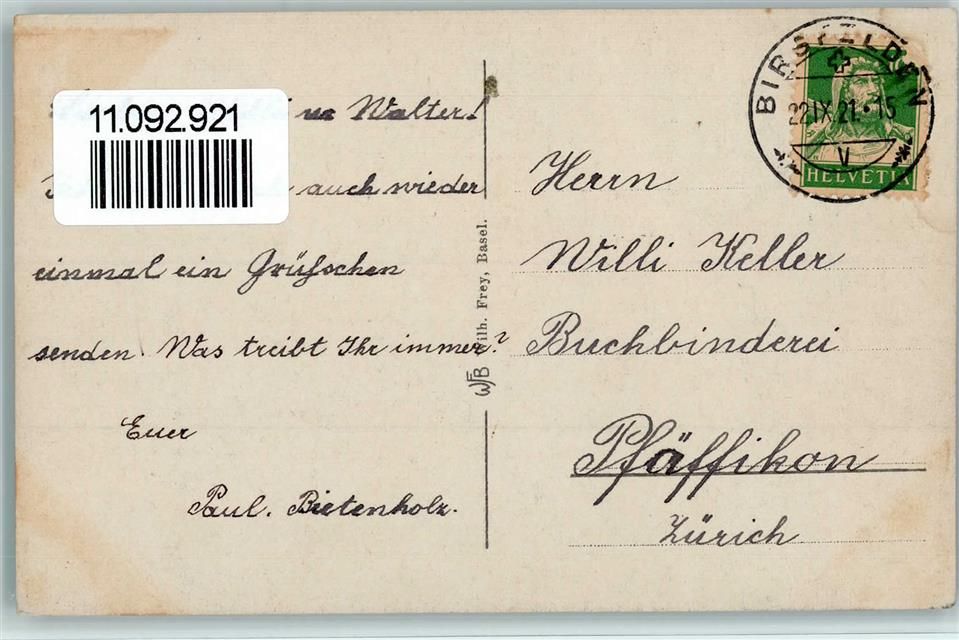 11.092.921
Walter!
auch wieder
einmal ein Grüßchen
senden. Was treibt Ihr immer?
Euer
Paul. Bietenholz.
WFB Wilh. Frey, Basel.
BIRSFELDEN
22.IX.21.-15
V
HELVETIA
Herrn
Willi Keller
Buchbinderei
Pfäffikon
Zürich